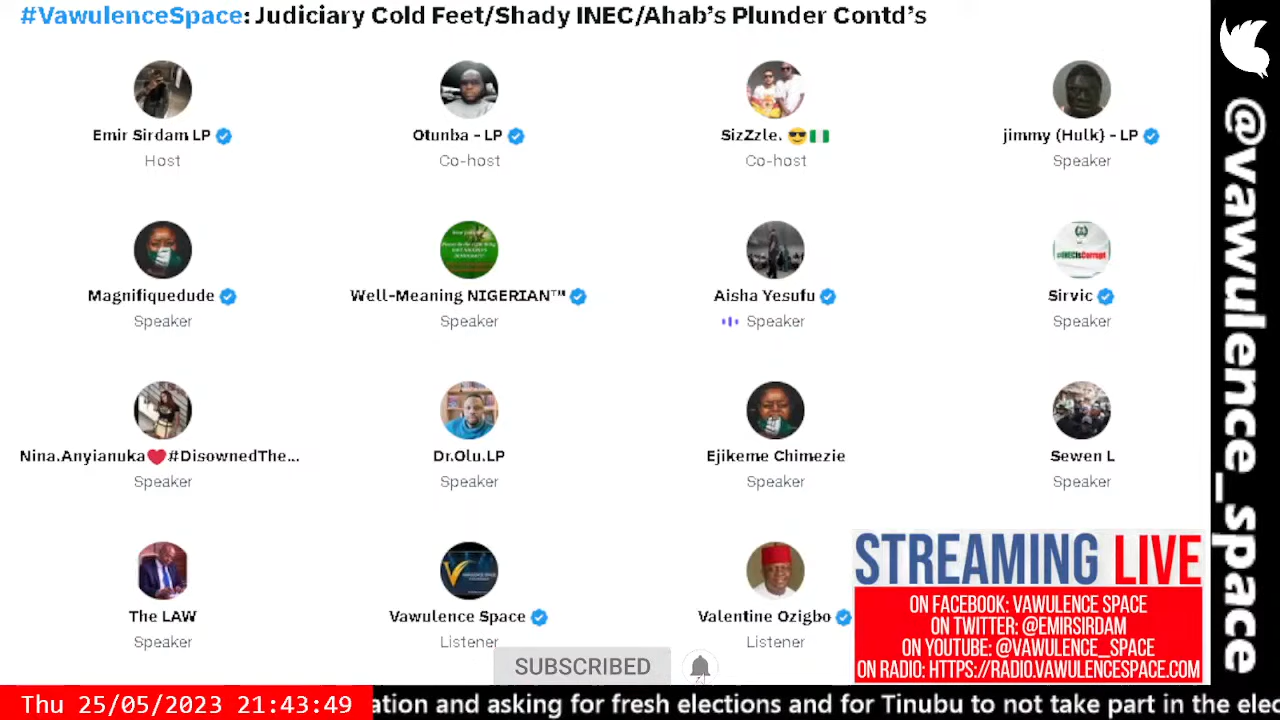 #VawulenceSpace: Judiciary Cold Feet/Shady INEC/Ahab's Plunder Contd's
Emir Sirdam LP
Host
Otunba - LP
Co-host
SizZzle. 😎🇳🇬
Co-host
jimmy (Hulk) - LP
Speaker
Magnifiquedude
Speaker
Well-Meaning NIGERIAN™
Speaker
Aisha Yesufu
Speaker
#INECIsCorrupt
Sirvic
Speaker
Nina.Anyianuka❤️#DisownedThe...
Speaker
Dr.Olu.LP
Speaker
Ejikeme Chimezie
Speaker
Sewen L
Speaker
The LAW
Speaker
Vawulence Space
Listener
Valentine Ozigbo
Listener
STREAMING LIVE
ON FACEBOOK: VAWULENCE SPACE
ON TWITTER: @EMIRSIRDAM
ON YOUTUBE: @VAWULENCE_SPACE
ON RADIO: HTTPS://RADIO.VAWULENCESPACE.COM
SUBSCRIBED
@vawulence_space
Thu 25/05/2023 21:43:49
ation and asking for fresh elections and for Tinubu to not take part in the elec